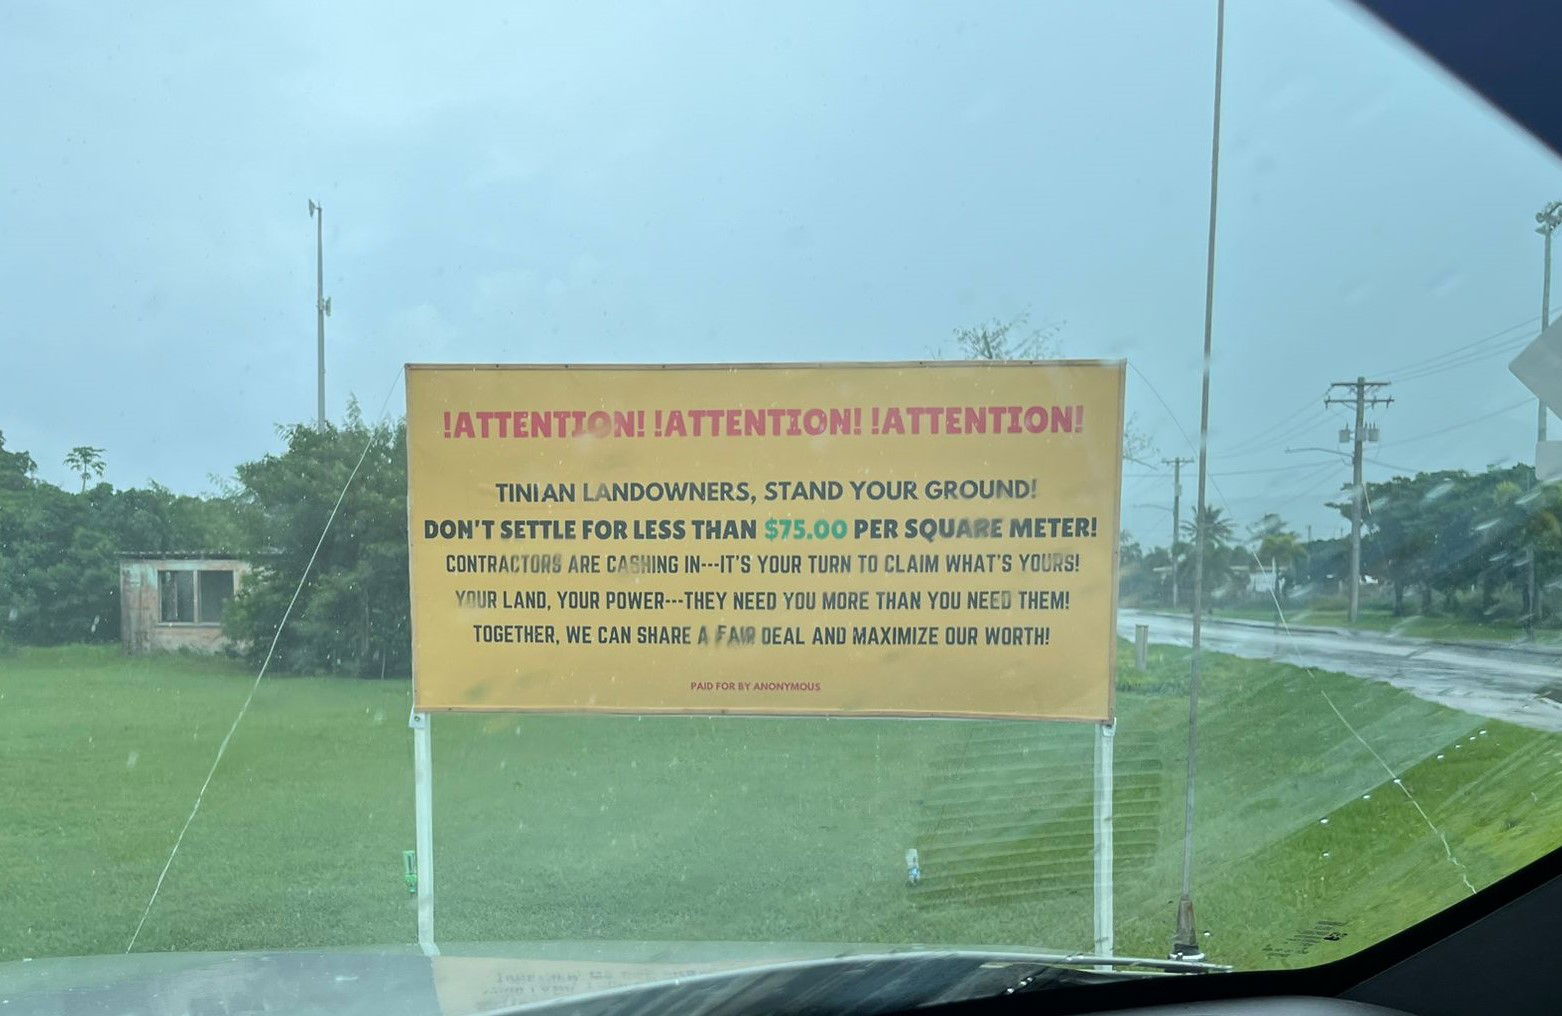 !ATTENTION! !ATTENTION! !ATTENTION!
TINIAN LANDOWNERS, STAND YOUR GROUND!
DON'T SETTLE FOR LESS THAN $75.00 PER SQUARE METER!
CONTRACTORS ARE CASHING IN---IT'S YOUR TURN TO CLAIM WHAT'S YOURS!
YOUR LAND, YOUR POWER---THEY NEED YOU MORE THAN YOU NEED THEM!
TOGETHER, WE CAN SHARE A FAIR DEAL AND MAXIMIZE OUR WORTH!
PAID FOR BY ANONYMOUS